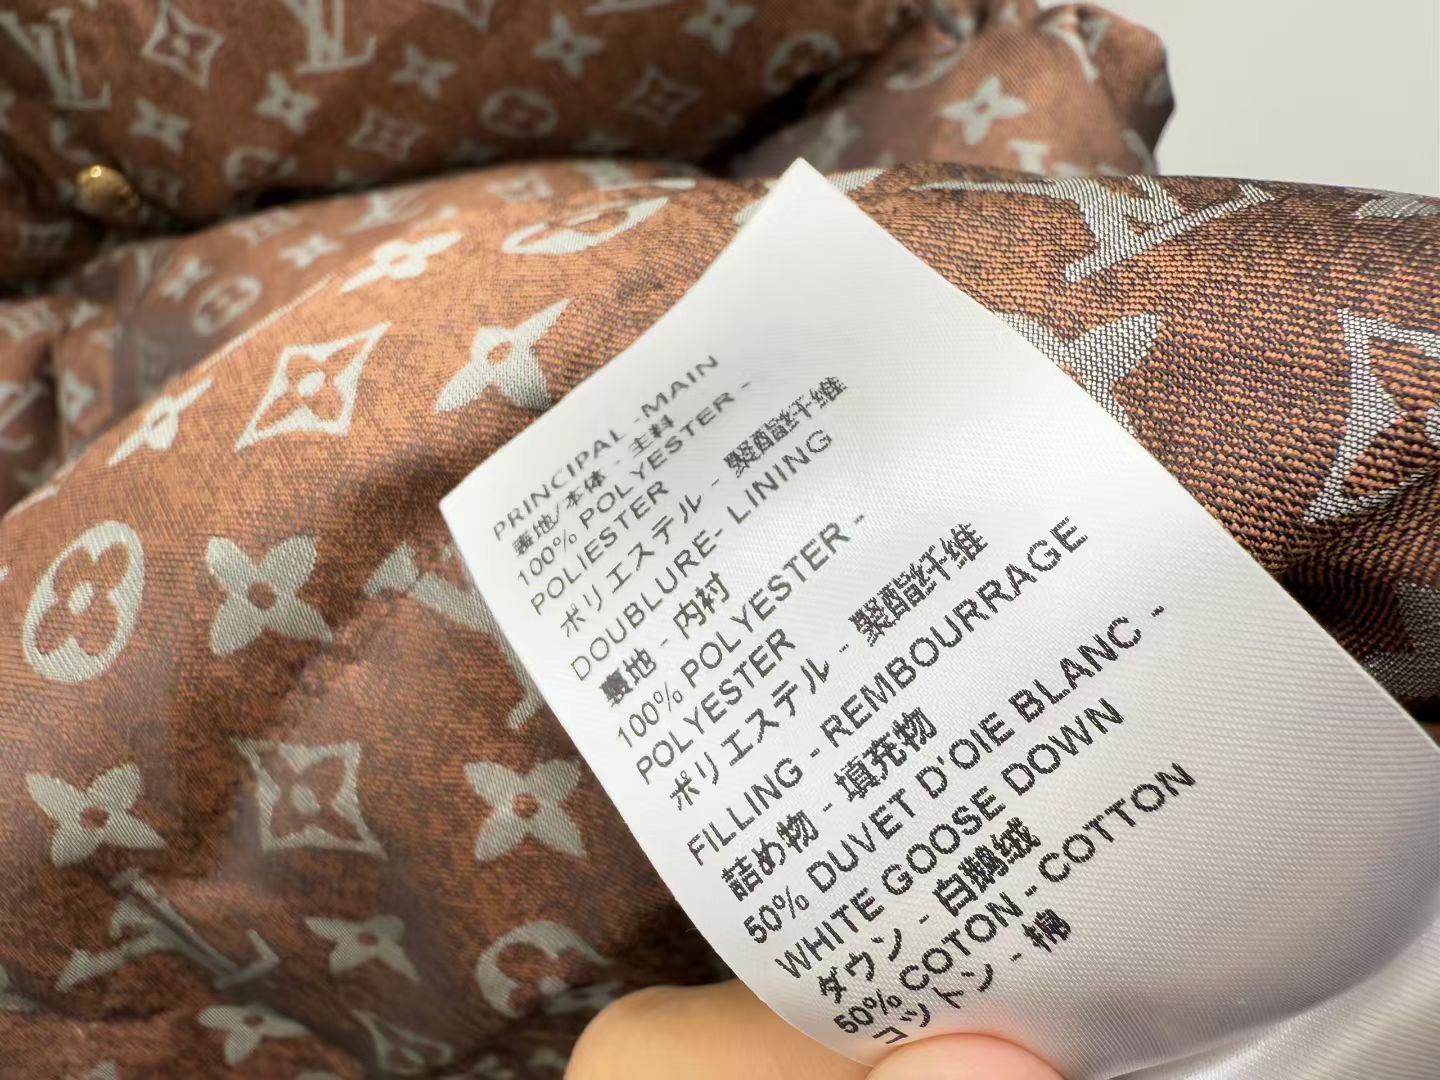 PRINCIPAL -MAIN
表地/本体 - 主料
100% POLYESTER -
POLIESTER
ポリエステル - 聚酯纤维
DOUBLURE- LINING
裏地 - 内衬
100% POLYESTER -
POLYESTER
ポリエステル - 聚酯纤维
FILLING - REMBOURRAGE
詰め物 - 填充物
50% DUVET D'OIE BLANC -
WHITE GOOSE DOWN
ダウン - 白鹅绒
50% COTON - COTTON
コットン - 棉